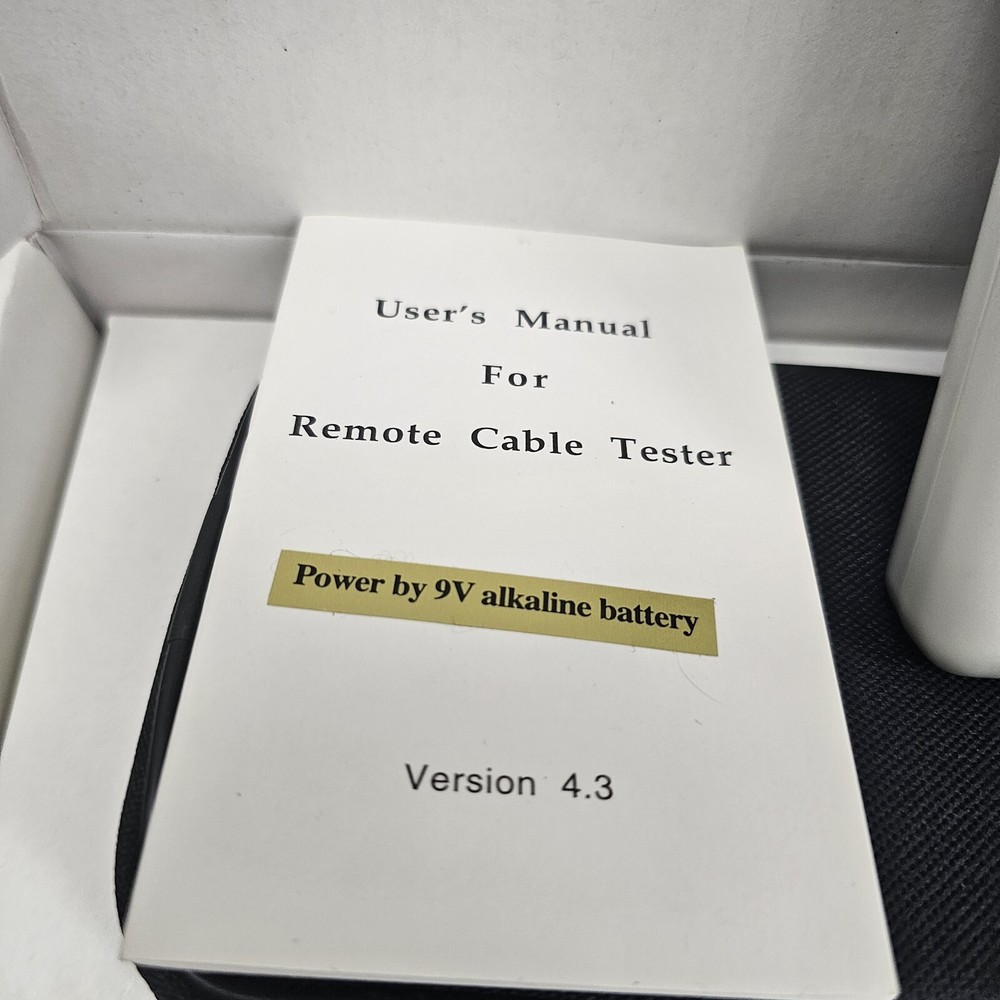 User's Manual
For
Remote Cable Tester
Power by 9V alkaline battery
Version 4.3